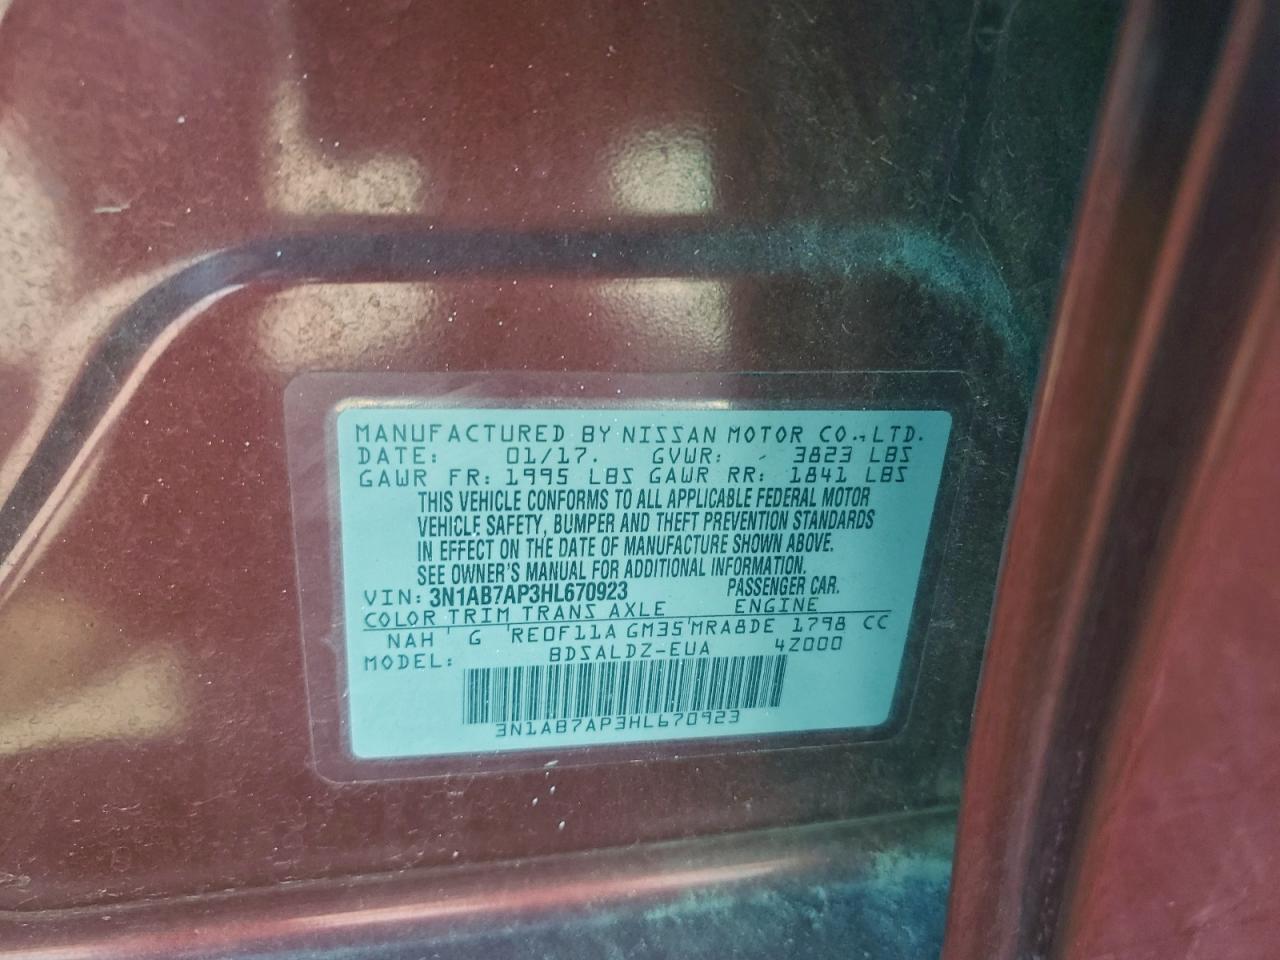 MANUFACTURED BY NISSAN MOTOR CO., LTD.
DATE: 01/17. GVWR: 3823 LBS
GAWR FR: 1995 LBS GAWR RR: 1841 LBS
THIS VEHICLE CONFORMS TO ALL APPLICABLE FEDERAL MOTOR
VEHICLE SAFETY, BUMPER AND THEFT PREVENTION STANDARDS
IN EFFECT ON THE DATE OF MANUFACTURE SHOWN ABOVE.
SEE OWNER'S MANUAL FOR ADDITIONAL INFORMATION.
VIN: 3N1AB7AP3HL670923 PASSENGER CAR.
COLOR TRIM TRANS AXLE ENGINE
NAH G RE0F11A GM35 MRA8DE 1798 CC
MODEL: BDSALDZ-EUA 4Z000
3N1AB7AP3HL670923